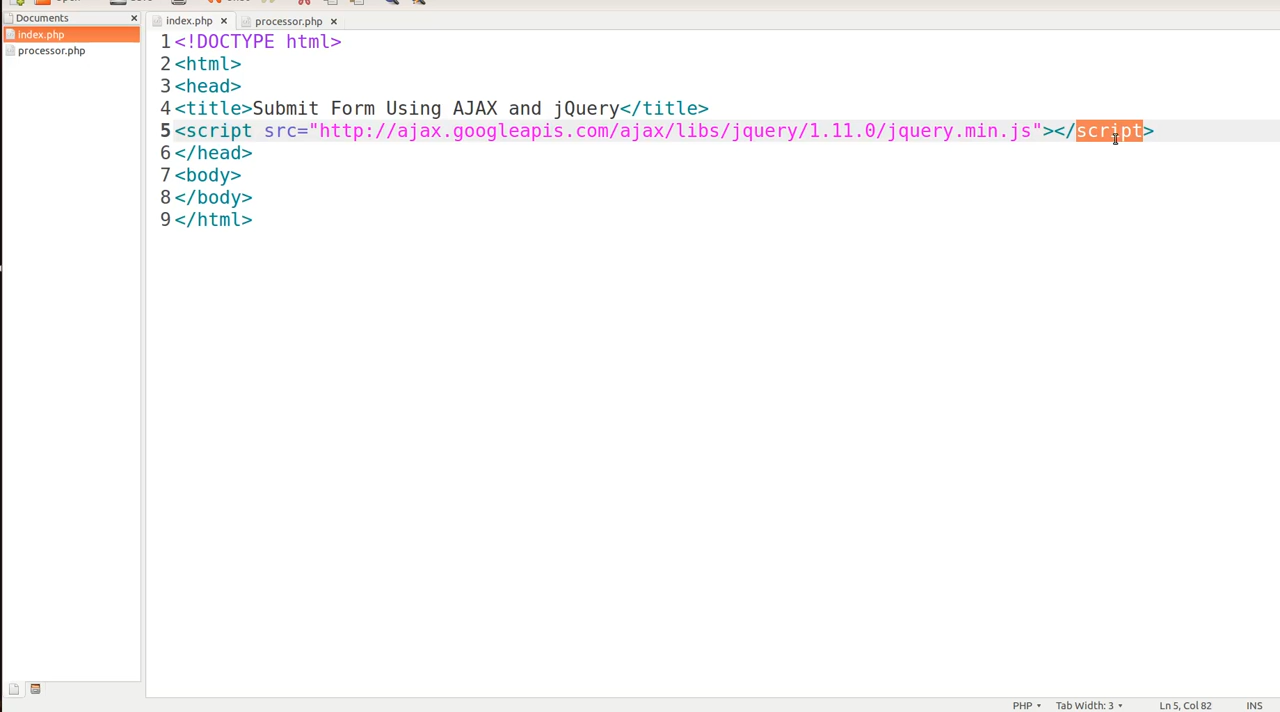 Documents
index.php
processor.php
index.php
processor.php
1 <!DOCTYPE html>
2 <html>
3 <head>
4 <title>Submit Form Using AJAX and jQuery</title>
5 <script src="http://ajax.googleapis.com/ajax/libs/jquery/1.11.0/jquery.min.js"></script>
6 </head>
7 <body>
8 </body>
9 </html>
PHP
Tab Width: 3
Ln 5, Col 82
INS